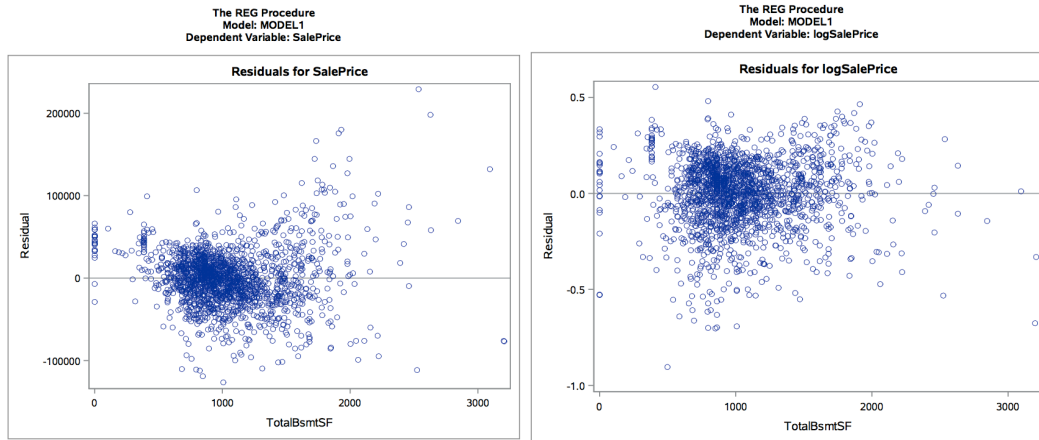 The REG Procedure
Model: MODEL1
Dependent Variable: SalePrice
Residuals for SalePrice
200000
100000
0
-100000
Residual
0
1000
2000
3000
TotalBsmtSF
The REG Procedure
Model: MODEL1
Dependent Variable: logSalePrice
Residuals for logSalePrice
0.5
0.0
-0.5
-1.0
Residual
0
1000
2000
3000
TotalBsmtSF